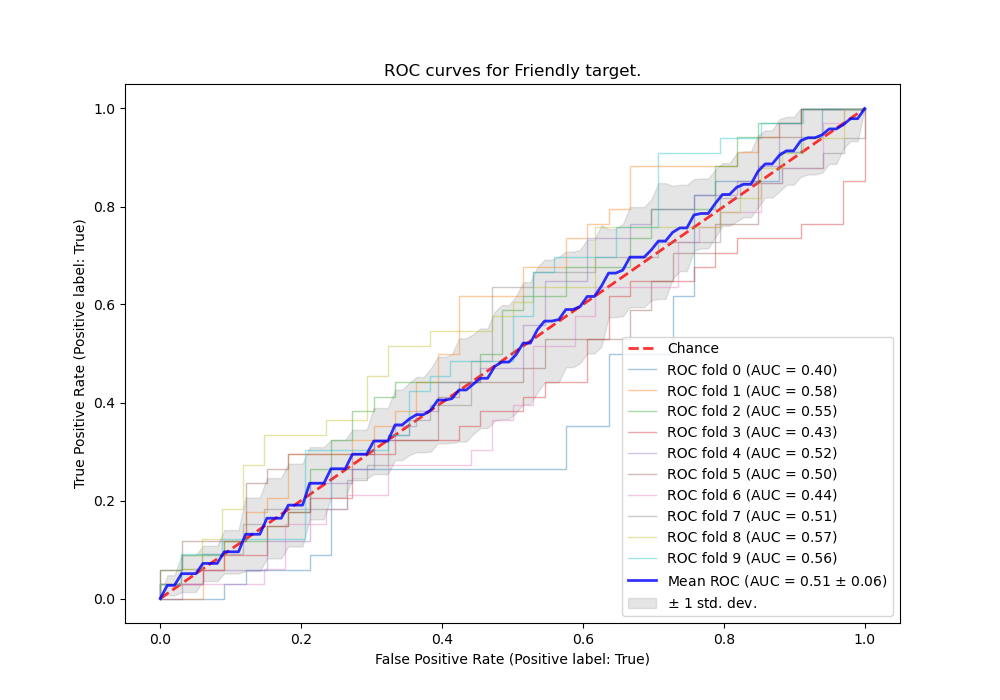 ROC curves for Friendly target.
True Positive Rate (Positive label: True)
1.0
0.8
0.6
0.4
0.2
0.0
0.0 0.2 0.4 0.6 0.8 1.0
False Positive Rate (Positive label: True)
Chance
ROC fold 0 (AUC = 0.40)
ROC fold 1 (AUC = 0.58)
ROC fold 2 (AUC = 0.55)
ROC fold 3 (AUC = 0.43)
ROC fold 4 (AUC = 0.52)
ROC fold 5 (AUC = 0.50)
ROC fold 6 (AUC = 0.44)
ROC fold 7 (AUC = 0.51)
ROC fold 8 (AUC = 0.57)
ROC fold 9 (AUC = 0.56)
Mean ROC (AUC = 0.51 ± 0.06)
± 1 std. dev.